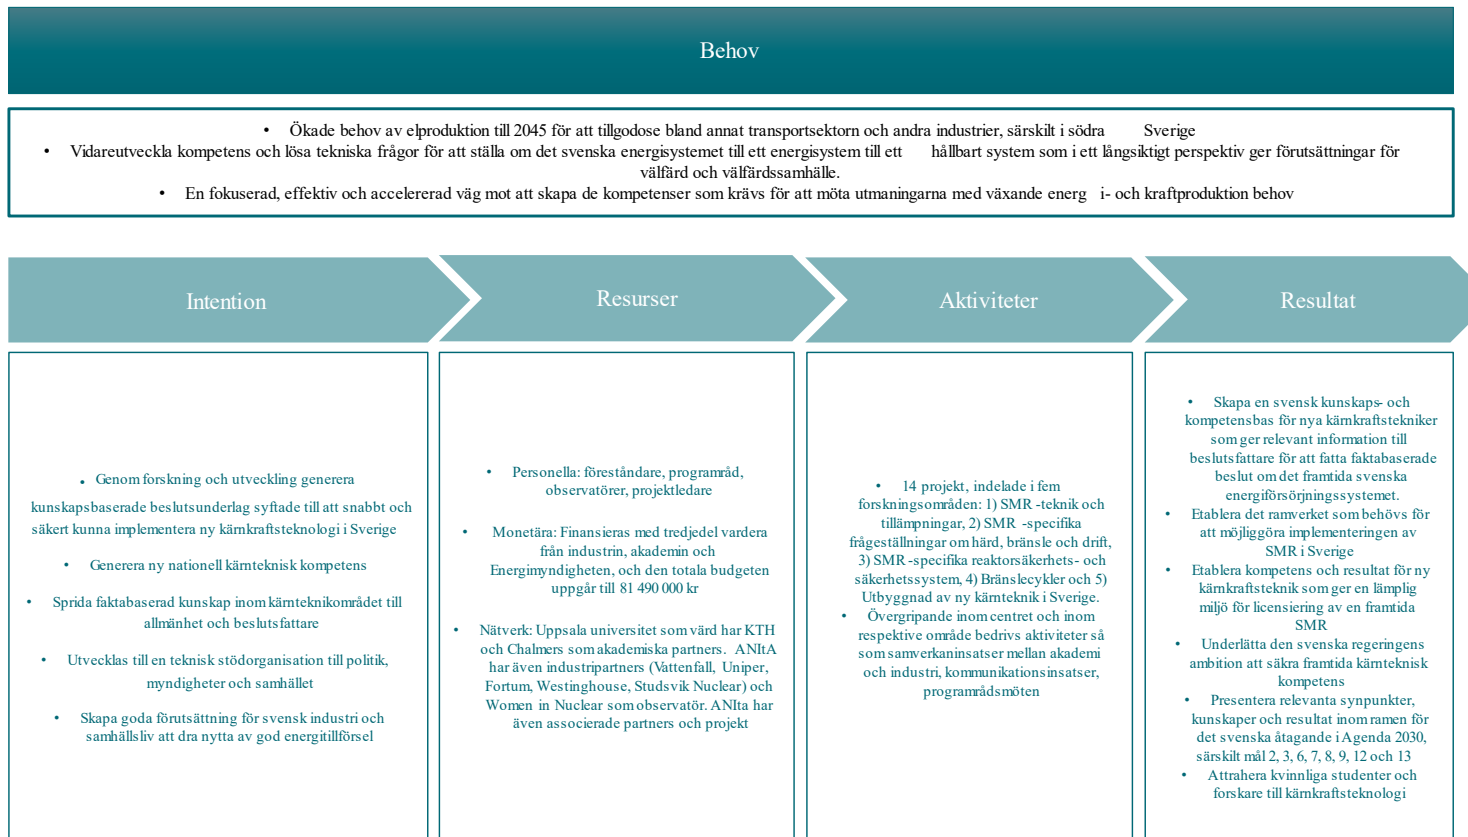 Behov
• Ökade behov av elproduktion till 2045 för att tillgodose bland annat transportsektorn och andra industrier, särskilt i södra Sverige
• Vidareutveckla kompetens och lösa tekniska frågor för att ställa om det svenska energisystemet till ett energisystem till ett hållbart system som i ett långsiktigt perspektiv ger förutsättningar för
välfärd och välfärdssamhälle.
• En fokuserad, effektiv och accelererad väg mot att skapa de kompetenser som krävs för att möta utmaningarna med växande energ i- och kraftproduktion behov
Intention
• Genom forskning och utveckling generera
kunskapsbaserade beslutsunderlag syftade till att snabbt och
säkert kunna implementera ny kärnkraftsteknologi i Sverige
• Generera ny nationell kärnteknisk kompetens
• Sprida faktabaserad kunskap inom kärnteknikområdet till
allmänhet och beslutsfattare
• Utvecklas till en teknisk stödorganisation till politik,
myndigheter och samhället
• Skapa goda förutsättning för svensk industri och
samhällsliv att dra nytta av god energitillförsel
Resurser
• Personella: föreståndare, programråd,
observatörer, projektledare
• Monetära: Finansieras med tredjedel vardera
från industrin, akademin och
Energimyndigheten, och den totala budgeten
uppgår till 81 490 000 kr
• Nätverk: Uppsala universitet som värd har KTH
och Chalmers som akademiska partners. ANItA
har även industripartners (Vattenfall, Uniper,
Fortum, Westinghouse, Studsvik Nuclear) och
Women in Nuclear som observatör. ANIta har
även associerade partners och projekt
Aktiviteter
• 14 projekt, indelade i fem
forskningsområden: 1) SMR -teknik och
tillämpningar, 2) SMR -specifika
frågeställningar om härd, bränsle och drift,
3) SMR -specifika reaktorsäkerhets- och
säkerhetssystem, 4) Bränslecykler och 5)
Utbyggnad av ny kärnteknik i Sverige.
• Övergripande inom centret och inom
respektive område bedrivs aktiviteter så
som samverkaninsatser mellan akademi
och industri, kommunikationsinsatser,
programrådsmöten
Resultat
• Skapa en svensk kunskaps- och
kompetensbas för nya kärnkraftstekniker
som ger relevant information till
beslutsfattare för att fatta faktabaserade
beslut om det framtida svenska
energiförsörjningssystemet.
• Etablera det ramverket som behövs för
att möjliggöra implementeringen av
SMR i Sverige
• Etablera kompetens och resultat för ny
kärnkraftsteknik som ger en lämplig
miljö för licensiering av en framtida
SMR
• Underlätta den svenska regeringens
ambition att säkra framtida kärnteknisk
kompetens
• Presentera relevanta synpunkter,
kunskaper och resultat inom ramen för
det svenska åtagande i Agenda 2030,
särskilt mål 2, 3, 6, 7, 8, 9, 12 och 13
• Attrahera kvinnliga studenter och
forskare till kärnkraftsteknologi